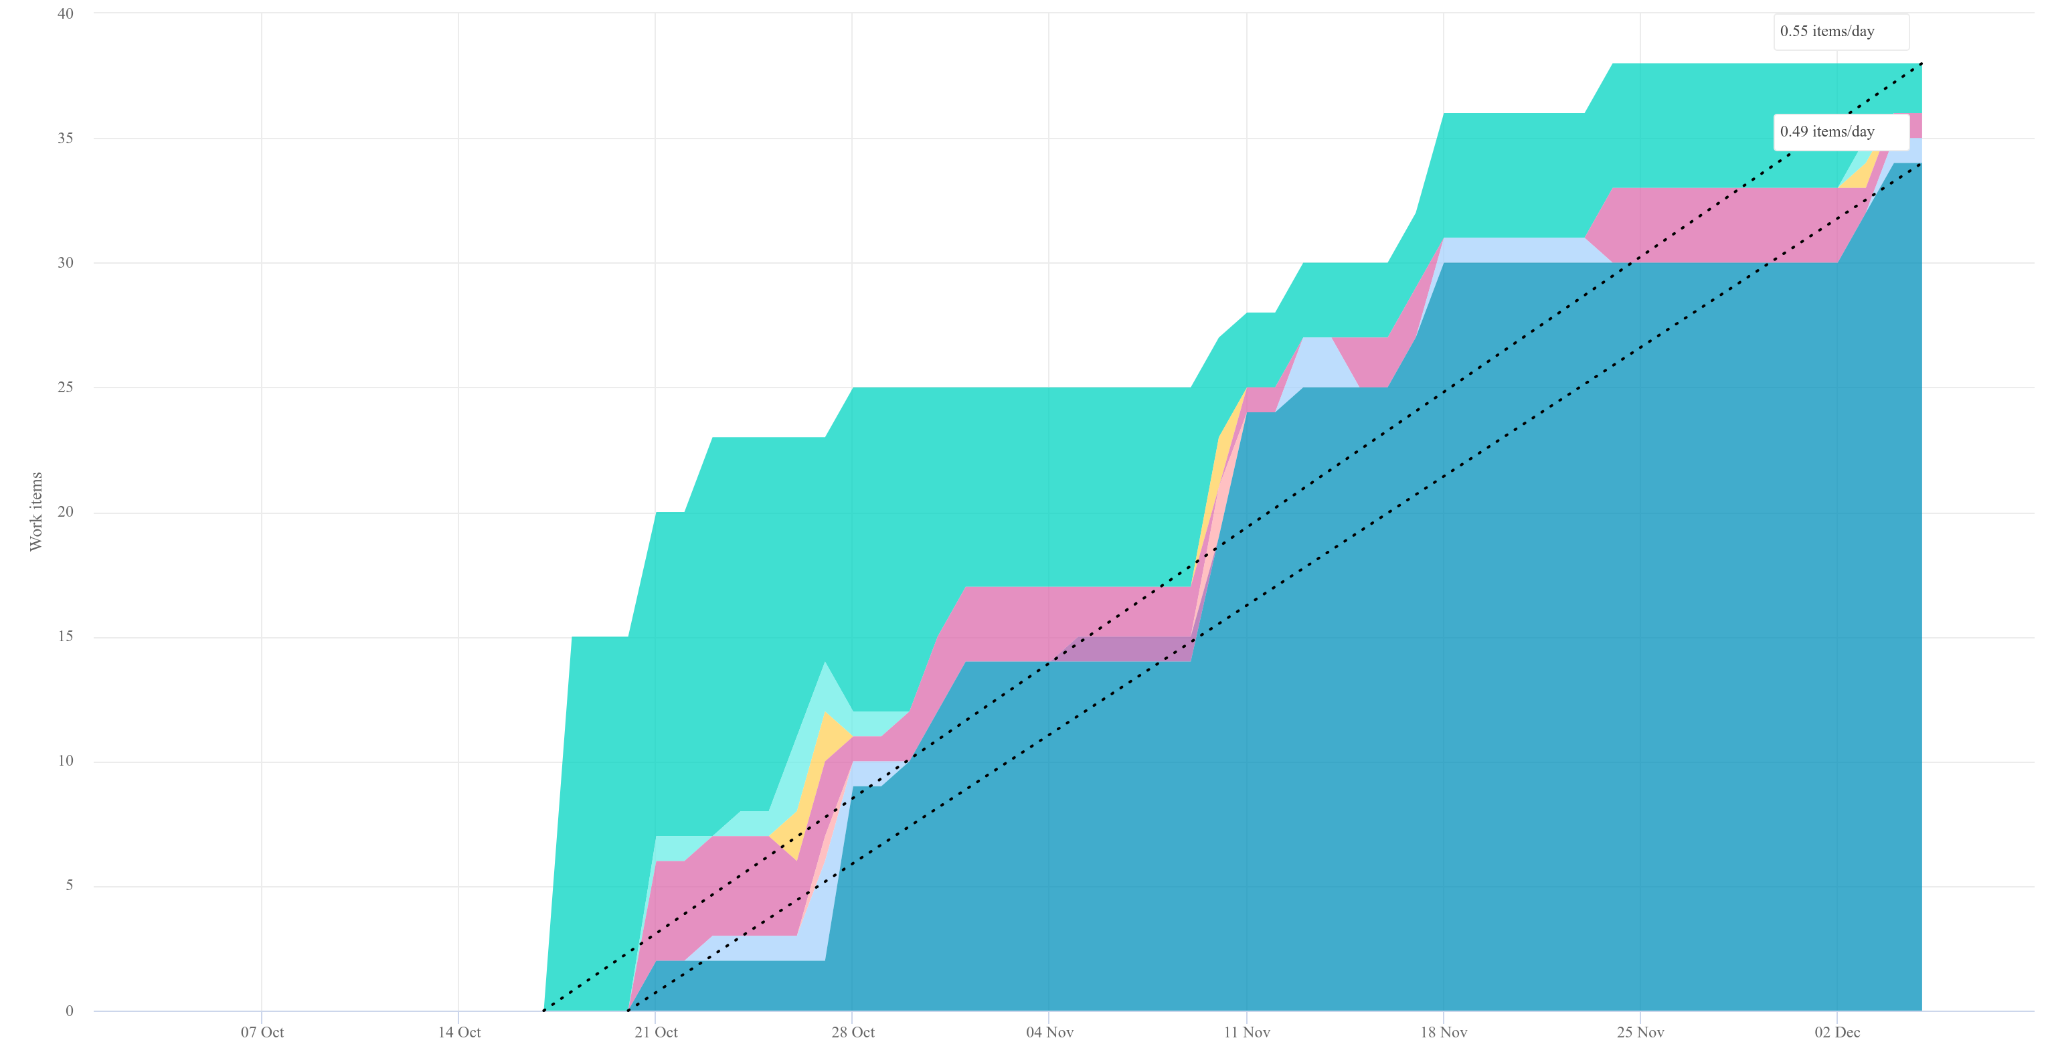 40
0.55 items/day
35
0.49 items/day
30
25
20
Work items
15
10
5
0
07 Oct
14 Oct
21 Oct
28 Oct
04 Nov
11 Nov
18 Nov
25 Nov
02 Dec